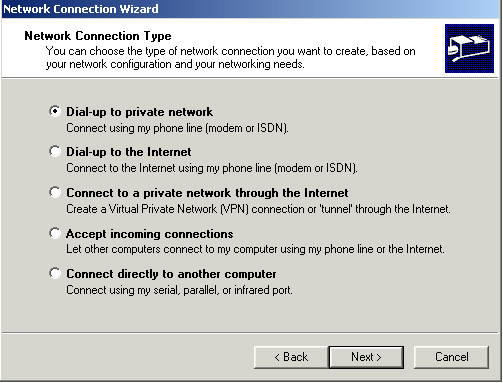 Network Connection Wizard
Network Connection Type
You can choose the type of network connection you want to create, based on
your network configuration and your networking needs.
Dial-up to private network
Connect using my phone line (modem or ISDN).
Dial-up to the Internet
Connect to the Internet using my phone line (modem or ISDN).
Connect to a private network through the Internet
Create a Virtual Private Network (VPN) connection or 'tunnel' through the Internet.
Accept incoming connections
Let other computers connect to my computer using my phone line or the Internet.
Connect directly to another computer
Connect using my serial, parallel, or infrared port.
< Back Next > Cancel